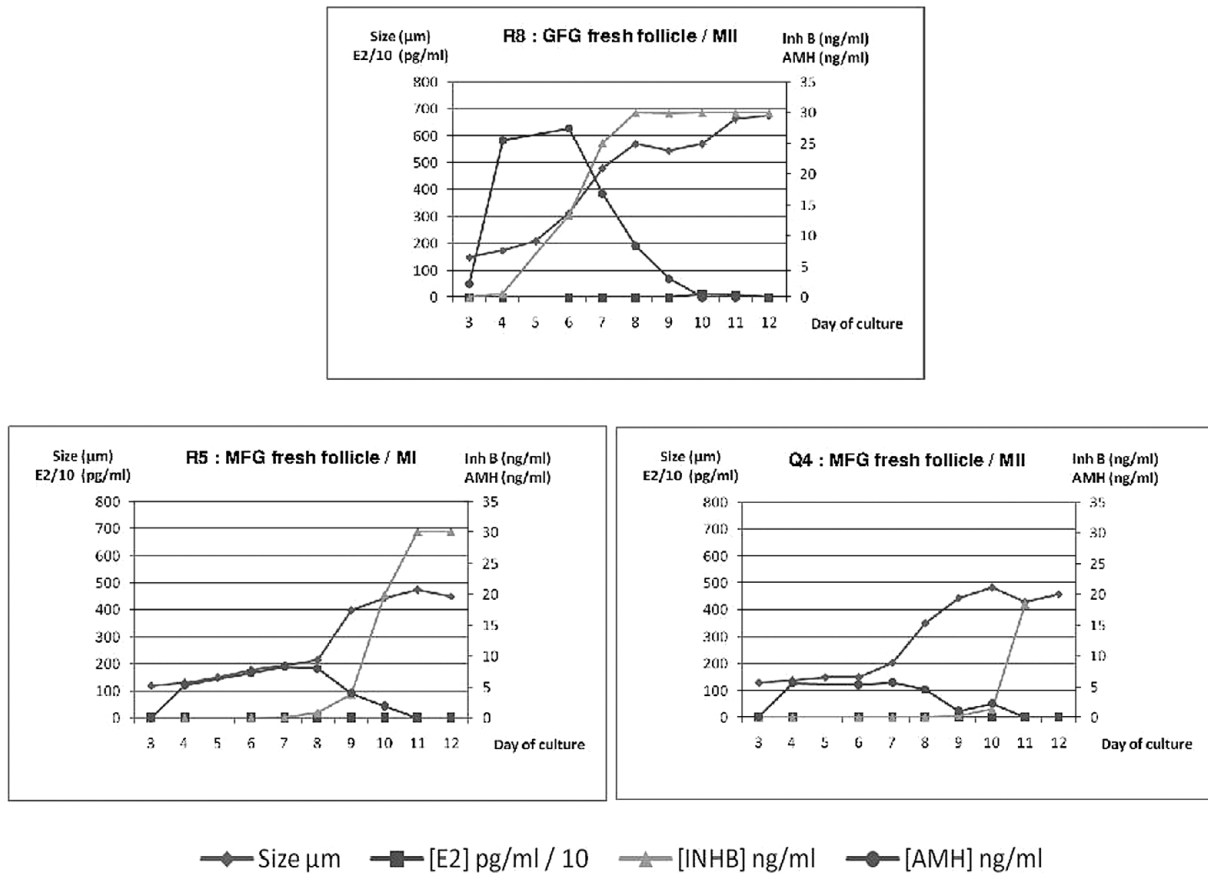 Size (µm)
E2/10 (pg/ml)
R8 : GFG fresh follicle / MII
Inh B (ng/ml)
AMH (ng/ml)
800 35
700 30
600 25
500 20
400 15
300 10
200 5
100 0
0
3 4 5 6 7 8 9 10 11 12 Day of culture
Size (µm)
E2/10 (pg/ml)
R5 : MFG fresh follicle / MI
Inh B (ng/ml)
AMH (ng/ml)
800 35
700 30
600 25
500 20
400 15
300 10
200 5
100 0
0
3 4 5 6 7 8 9 10 11 12 Day of culture
Size (µm)
E2/10 (pg/ml)
Q4 : MFG fresh follicle / MII
Inh B (ng/ml)
AMH (ng/ml)
800 35
700 30
600 25
500 20
400 15
300 10
200 5
100 0
0
3 4 5 6 7 8 9 10 11 12 Day of culture
Size µm [E2] pg/ml / 10 [INHB] ng/ml [AMH] ng/ml